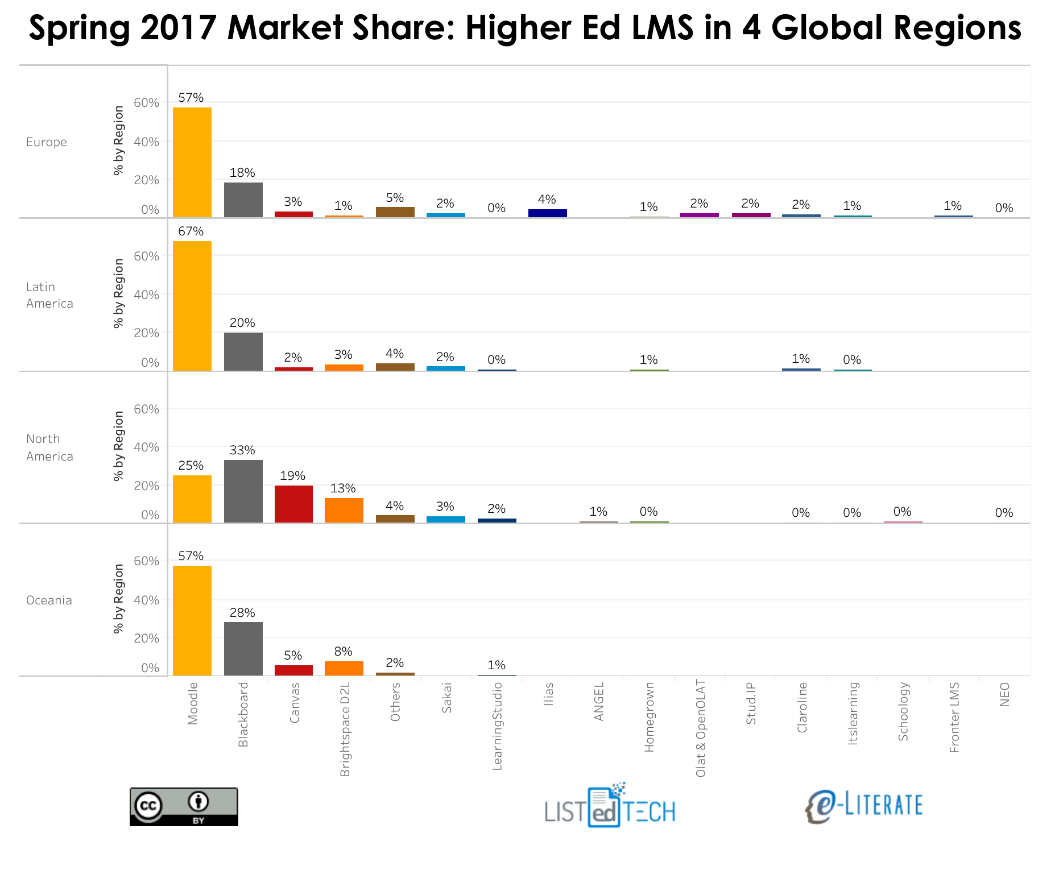 Spring 2017 Market Share: Higher Ed LMS in 4 Global Regions
Europe
% by Region
60%
40%
20%
0%
57%
18%
3%
1%
5%
2%
0%
4%
1%
2%
2%
2%
1%
1%
0%
Latin
America
% by Region
60%
40%
20%
0%
67%
20%
2%
3%
4%
2%
0%
1%
1%
0%
North
America
% by Region
60%
40%
20%
0%
25%
33%
19%
13%
4%
3%
2%
1%
0%
0%
0%
0%
0%
Oceania
% by Region
60%
40%
20%
0%
57%
28%
5%
8%
2%
1%
Moodle
Blackboard
Canvas
Brightspace D2L
Others
Sakai
LearningStudio
Ilias
ANGEL
Homegrown
Olat & OpenOLAT
Stud.IP
Claroline
Itslearning
Schoology
Fronter LMS
NEO
cc
BY
LISTedTECH
e-LITERATE